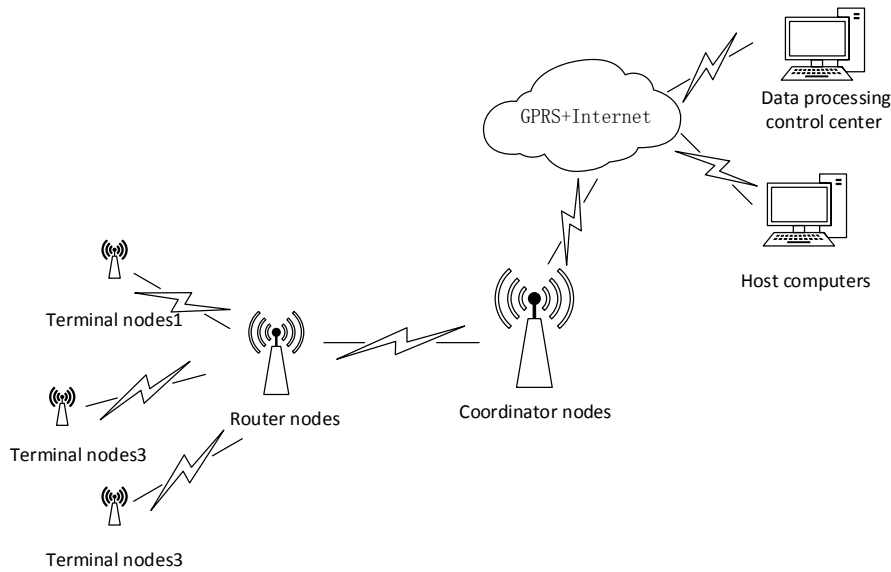 GPRS+Internet
Data processing
control center
Host computers
Terminal nodes1
Router nodes
Coordinator nodes
Terminal nodes3
Terminal nodes3